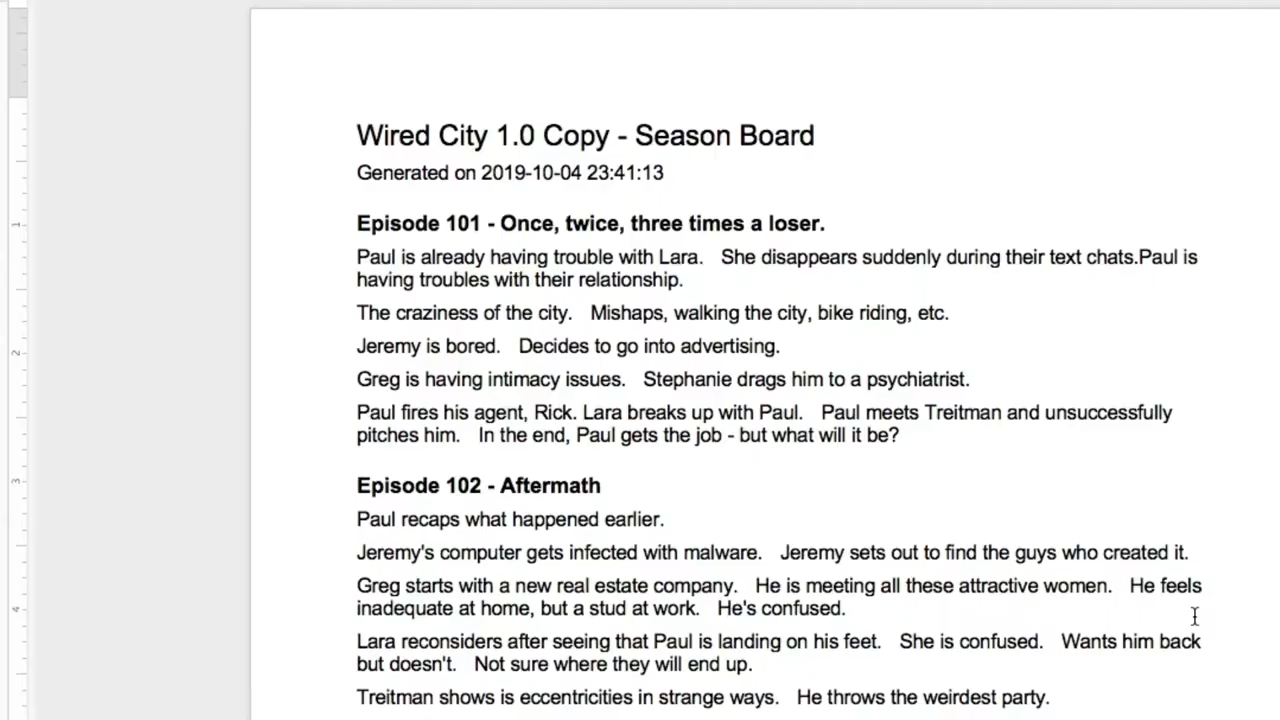 Wired City 1.0 Copy - Season Board
Generated on 2019-10-04 23:41:13
Episode 101 - Once, twice, three times a loser.
Paul is already having trouble with Lara. She disappears suddenly during their text chats.Paul is
having troubles with their relationship.
The craziness of the city. Mishaps, walking the city, bike riding, etc.
Jeremy is bored. Decides to go into advertising.
Greg is having intimacy issues. Stephanie drags him to a psychiatrist.
Paul fires his agent, Rick. Lara breaks up with Paul. Paul meets Treitman and unsuccessfully
pitches him. In the end, Paul gets the job - but what will it be?
Episode 102 - Aftermath
Paul recaps what happened earlier.
Jeremy's computer gets infected with malware. Jeremy sets out to find the guys who created it.
Greg starts with a new real estate company. He is meeting all these attractive women. He feels
inadequate at home, but a stud at work. He's confused.
Lara reconsiders after seeing that Paul is landing on his feet. She is confused. Wants him back
but doesn't. Not sure where they will end up.
Treitman shows is eccentricities in strange ways. He throws the weirdest party.
1
2
3
4